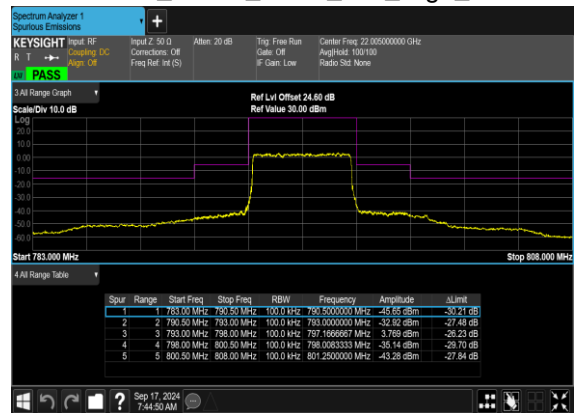 Spectrum Analyzer 1
Spurious Emissions
+
KEYSIGHT Input: RF Input Z: 50 Ω Atten: 20 dB Trig: Free Run Center Freq: 22.005000000 GHz
R T Coupling: DC Corrections: Off Gate: Off Avg|Hold: 100/100
Align: Off Freq Ref: Int (S) IF Gain: Low Radio Std: None
PASS
3 All Range Graph
Ref Lvl Offset 24.60 dB
Scale/Div 10.0 dB Ref Value 30.00 dBm
Log
20.0
10.0
0.00
-10.0
-20.0
-30.0
-40.0
-50.0
-60.0
Start 783.000 MHz Stop 808.000 MHz
4 All Range Table
Spur Range Start Freq Stop Freq RBW Frequency Amplitude ΔLimit
1 1 783.00 MHz 790.50 MHz 100.0 kHz 790.5000000 MHz -45.65 dBm -30.21 dB
2 2 790.50 MHz 793.00 MHz 100.0 kHz 793.0000000 MHz -32.92 dBm -27.48 dB
3 3 793.00 MHz 798.00 MHz 100.0 kHz 797.1666667 MHz 3.769 dBm -26.23 dB
4 4 798.00 MHz 800.50 MHz 100.0 kHz 798.0083333 MHz -35.14 dBm -29.70 dB
5 5 800.50 MHz 808.00 MHz 100.0 kHz 801.2500000 MHz -43.28 dBm -27.84 dB
? Sep 17, 2024
7:44:50 AM